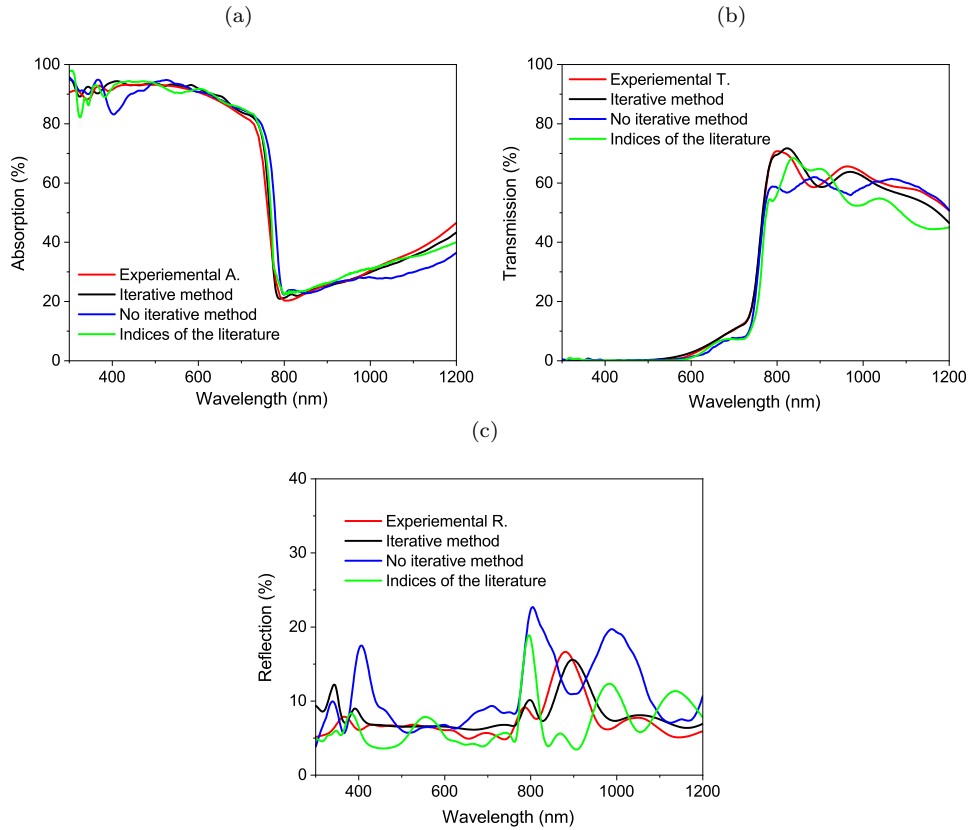 (a)
100
80
60
40
20
0
Absorption (%)
Experiemental A.
Iterative method
No iterative method
Indices of the literature
400 600 800 1000 1200
Wavelength (nm)
(b)
100
80
60
40
20
0
Transmission (%)
Experiemental T.
Iterative method
No iterative method
Indices of the literature
400 600 800 1000 1200
Wavelength (nm)
(c)
40
30
20
10
0
Reflection (%)
Experiemental R.
Iterative method
No iterative method
Indices of the literature
400 600 800 1000 1200
Wavelength (nm)